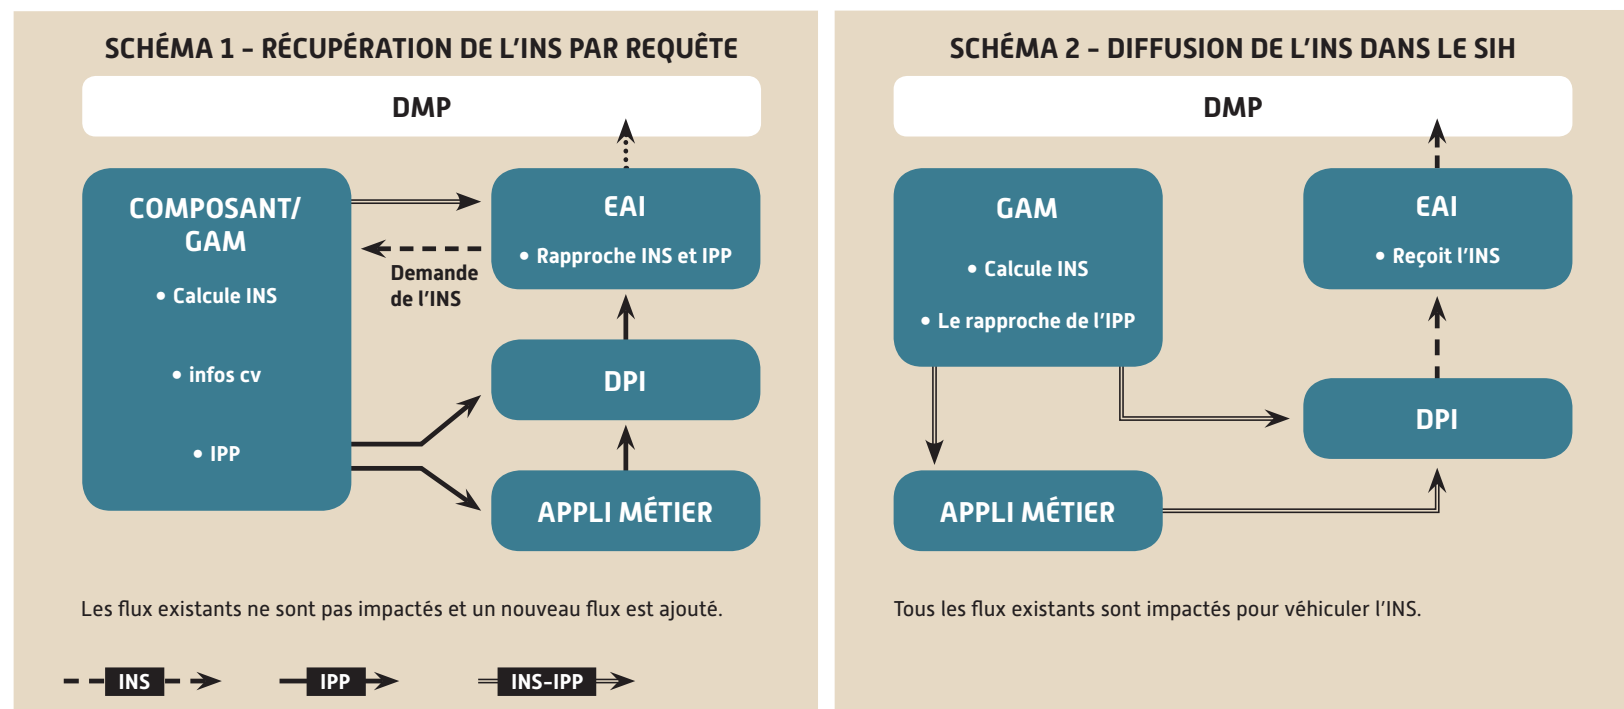 SCHÉMA 1 – RÉCUPÉRATION DE L'INS PAR REQUÊTE
DMP
COMPOSANT/
GAM
• Calcule INS
• infos cv
• IPP
EAI
• Rapproche INS et IPP
Demande
de l'INS
DPI
APPLI MÉTIER
Les flux existants ne sont pas impactés et un nouveau flux est ajouté.
INS
IPP
INS-IPP
SCHÉMA 2 – DIFFUSION DE L'INS DANS LE SIH
DMP
GAM
• Calcule INS
• Le rapproche de l'IPP
EAI
• Reçoit l'INS
DPI
APPLI MÉTIER
Tous les flux existants sont impactés pour véhiculer l'INS.